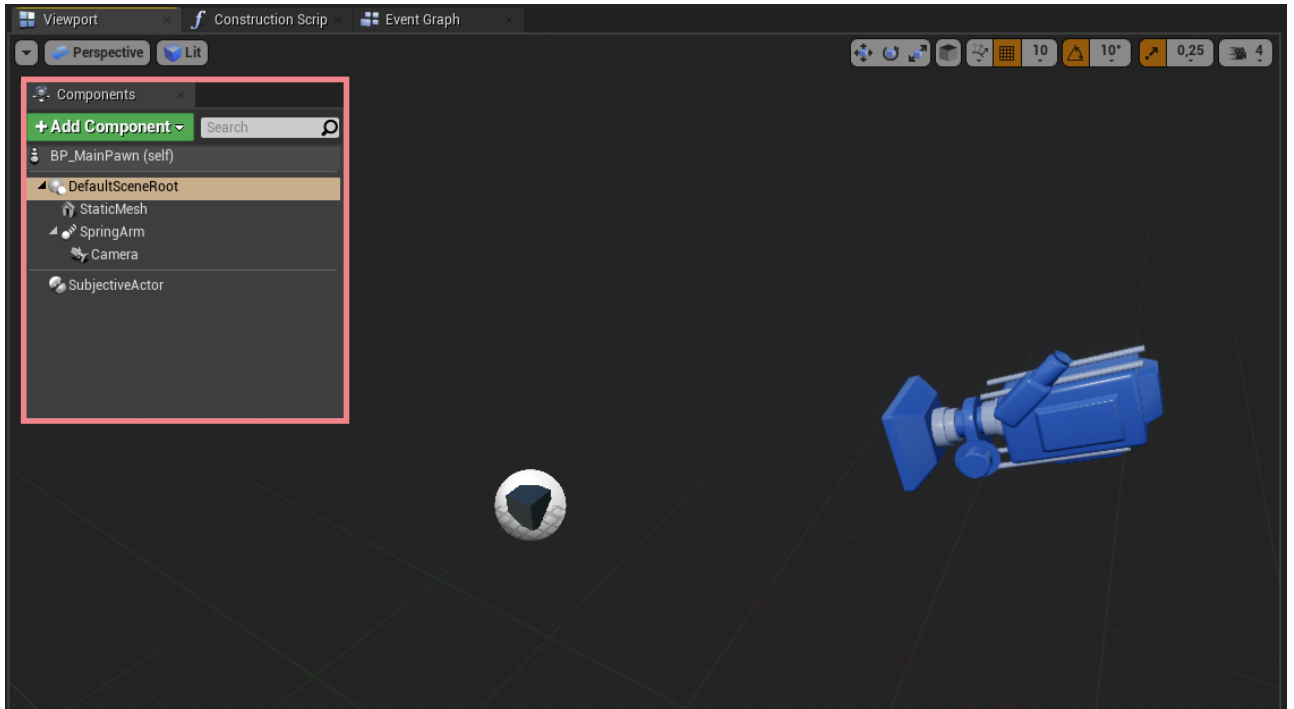 Viewport Construction Scrip Event Graph
Perspective Lit 10 10° 0,25 4
Components
+Add Component Search
BP_MainPawn (self)
DefaultSceneRoot
StaticMesh
SpringArm
Camera
SubjectiveActor